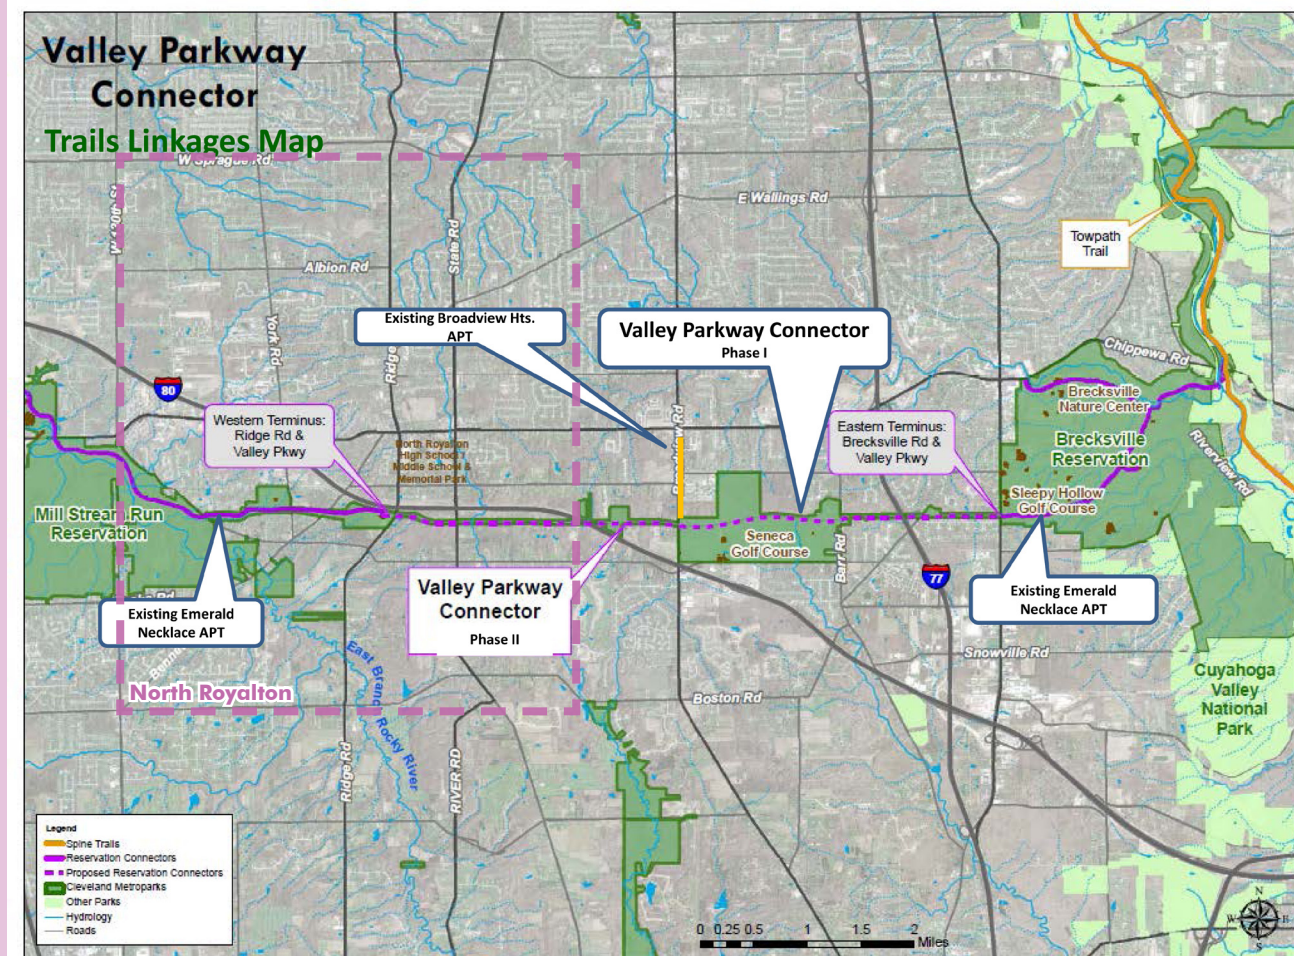 Valley Parkway
Connector
Trails Linkages Map
W Sprague Rd
W 130th St
E Wallings Rd
State Rd
Towpath
Trail
Albion Rd
York Rd
Ridge
Existing Broadview Hts.
APT
Valley Parkway Connector
Phase I
Chippewa Rd
80
Brecksville
Nature Center
Western Terminus:
Ridge Rd &
Valley Pkwy
Eastern Terminus:
Brecksville Rd &
Valley Pkwy
North Royalton
High School /
Middle School &
Memorial Park
Brecksville
Reservation
Riverview Rd
Sleepy Hollow
Golf Course
Mill Stream Run
Reservation
Seneca
Golf Course
Barr Rd
77
Valley Parkway
Connector
Phase II
Existing Emerald
Necklace APT
Existing Emerald
Necklace APT
East Branch Rocky River
Snowville Rd
North Royalton
Boston Rd
Cuyahoga
Valley
National
Park
Ridge Rd
RIVER RD
Legend
Spine Trails
Reservation Connectors
Proposed Reservation Connectors
Cleveland Metroparks
Other Parks
Hydrology
Roads
N
W E
S
0 0.25 0.5 1 1.5 2
Miles